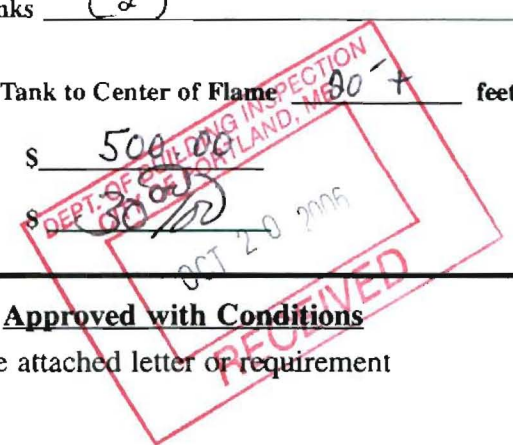 nks (2)
Tank to Center of Flame 20 + feet
$ 500.00
$ 30
DEPT. OF BUILDING INSPECTION
CITY OF PORTLAND, ME
OCT 20 2006
RECEIVED
Approved with Conditions
e attached letter or requirement